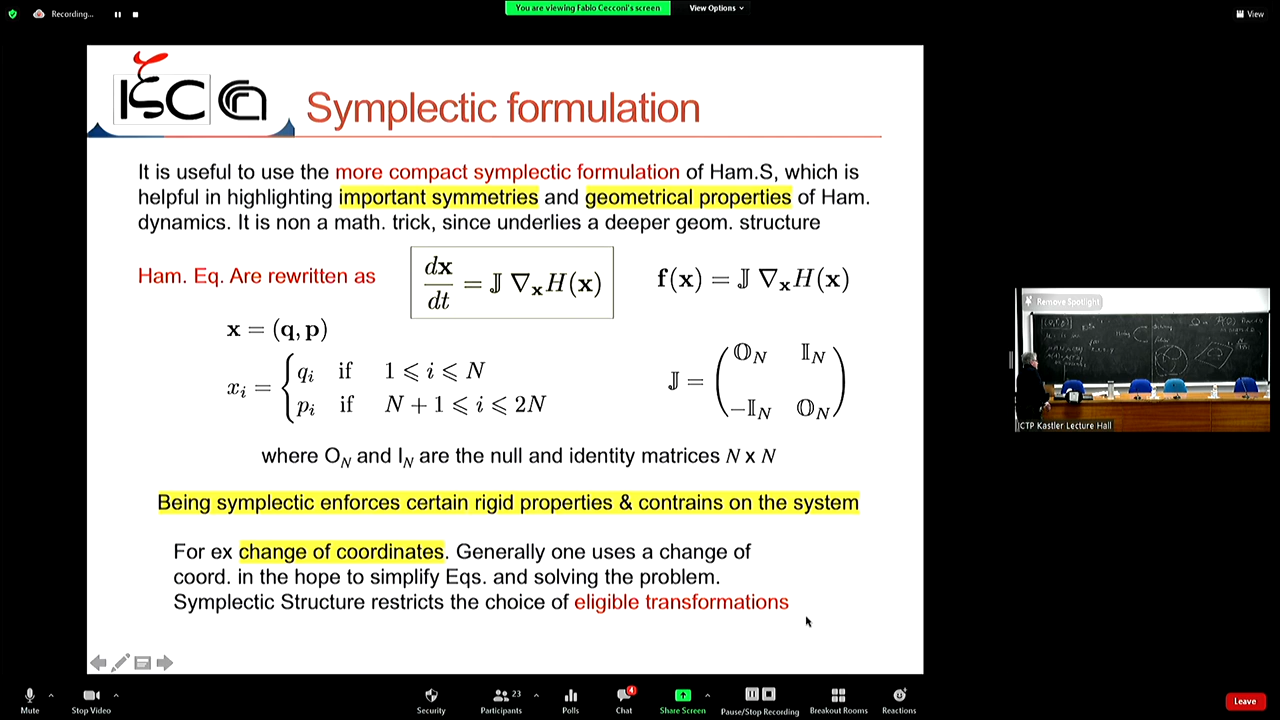 Recording...
You are viewing Fabio Cecconi's screen
View Options
View
Symplectic formulation
It is useful to use the more compact symplectic formulation of Ham.S, which is
helpful in highlighting important symmetries and geometrical properties of Ham.
dynamics. It is non a math. trick, since underlies a deeper geom. structure
Ham. Eq. Are rewritten as
dx/dt = 𝕁 ∇ₓH(x)
f(x) = 𝕁 ∇ₓH(x)
x = (q, p)
xᵢ = { qᵢ if 1 ⩽ i ⩽ N
pᵢ if N + 1 ⩽ i ⩽ 2N
𝕁 = ( 𝕆_N 𝕀_N
−𝕀_N 𝕆_N )
where O_N and I_N are the null and identity matrices N x N
Being symplectic enforces certain rigid properties & contrains on the system
For ex change of coordinates. Generally one uses a change of
coord. in the hope to simplify Eqs. and solving the problem.
Symplectic Structure restricts the choice of eligible transformations
Remove Spotlight
ICTP Kastler Lecture Hall
Mute
Stop Video
Security
23
Participants
Polls
4
Chat
Share Screen
Pause/Stop Recording
Breakout Rooms
Reactions
Leave